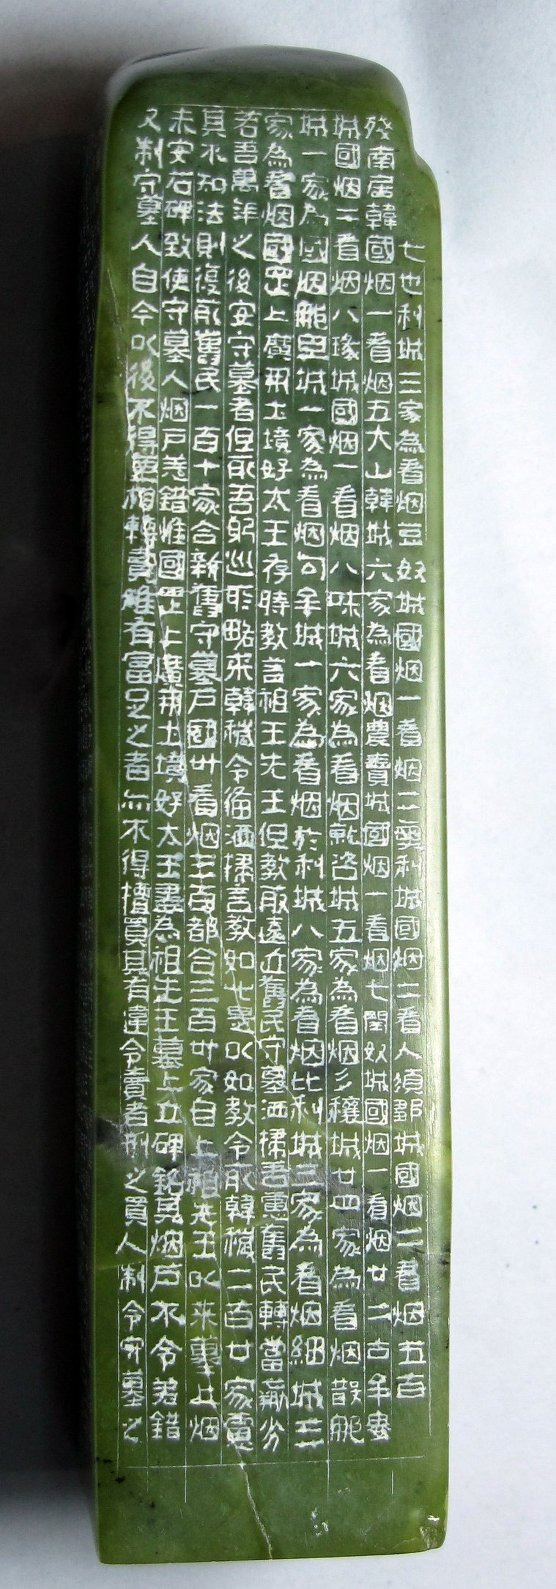 七也利城三家為看烟豆奴城國烟一看烟二奧利城國烟二看人須鄒城國烟二看烟五百
殘南居韓國烟一看烟五大山韓城六家為看烟農賣城國烟一看烟七閏奴城國烟一看烟廿二古牟婁
城國烟二看烟八瑑城國烟一看烟八味城六家為看烟就咨城五家為看烟彡穰城廿四家為看烟散那
城一家為國烟那旦城一家為看烟句牟城一家為看烟於利城八家為看烟比利城三家為看烟細城三
家為看烟國罡上廣開土境好太王存時教言祖王先王但教取遠近舊民守墓洒掃吾慮舊民轉當羸劣
若吾萬年之後安守墓者但取吾躬巡所略來韓穢令備洒掃言教如此是以如教令取韓穢二百廿家慮
其不知法則復取舊民一百十家合新舊守墓戶國卅看烟三百都合三百卅家自上祖先王以來墓上烟
未安石碑致使守墓人烟戶羌錯惟國罡上廣開土境好太王盡為祖先王墓上立碑銘其烟戶不令羌錯
又制守墓人自今以後不得更相轉賣雖有富足之者亦不得擅買其有違令賣者刑之買人制令守墓之